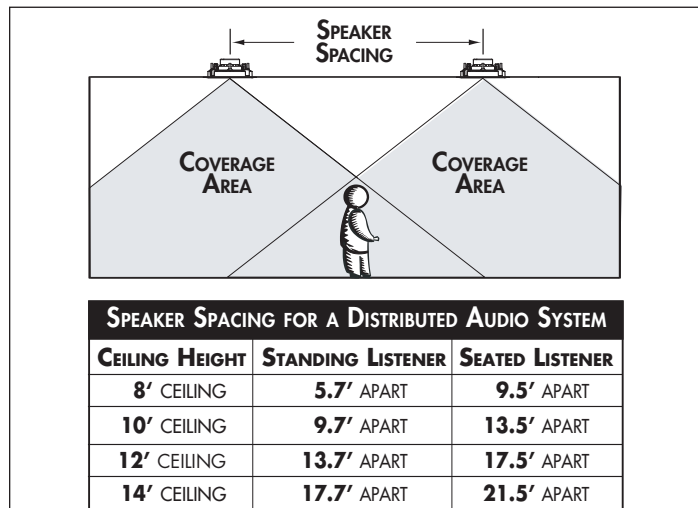 SPEAKER
SPACING
COVERAGE
AREA
COVERAGE
AREA
SPEAKER SPACING FOR A DISTRIBUTED AUDIO SYSTEM
CEILING HEIGHT STANDING LISTENER SEATED LISTENER
8′ CEILING 5.7′ APART 9.5′ APART
10′ CEILING 9.7′ APART 13.5′ APART
12′ CEILING 13.7′ APART 17.5′ APART
14′ CEILING 17.7′ APART 21.5′ APART